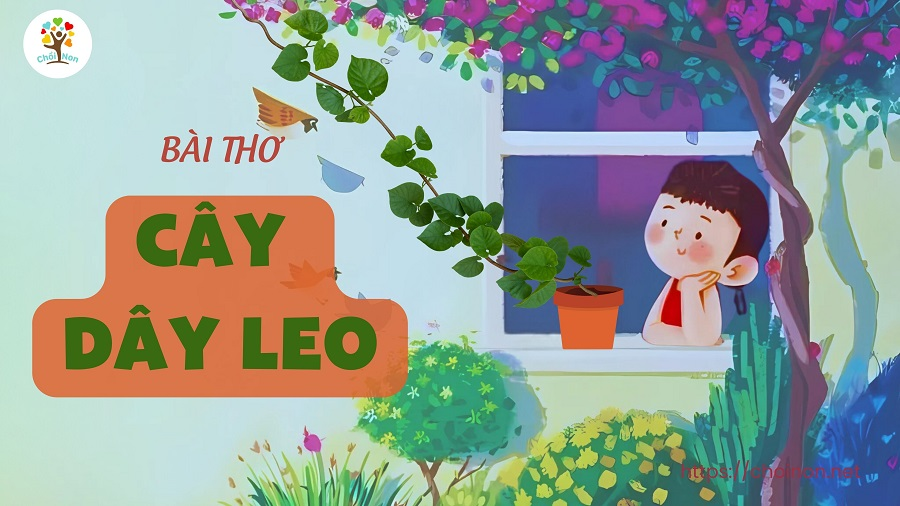 Chồi Non
BÀI THƠ
CÂY
DÂY LEO
https://choinon.net